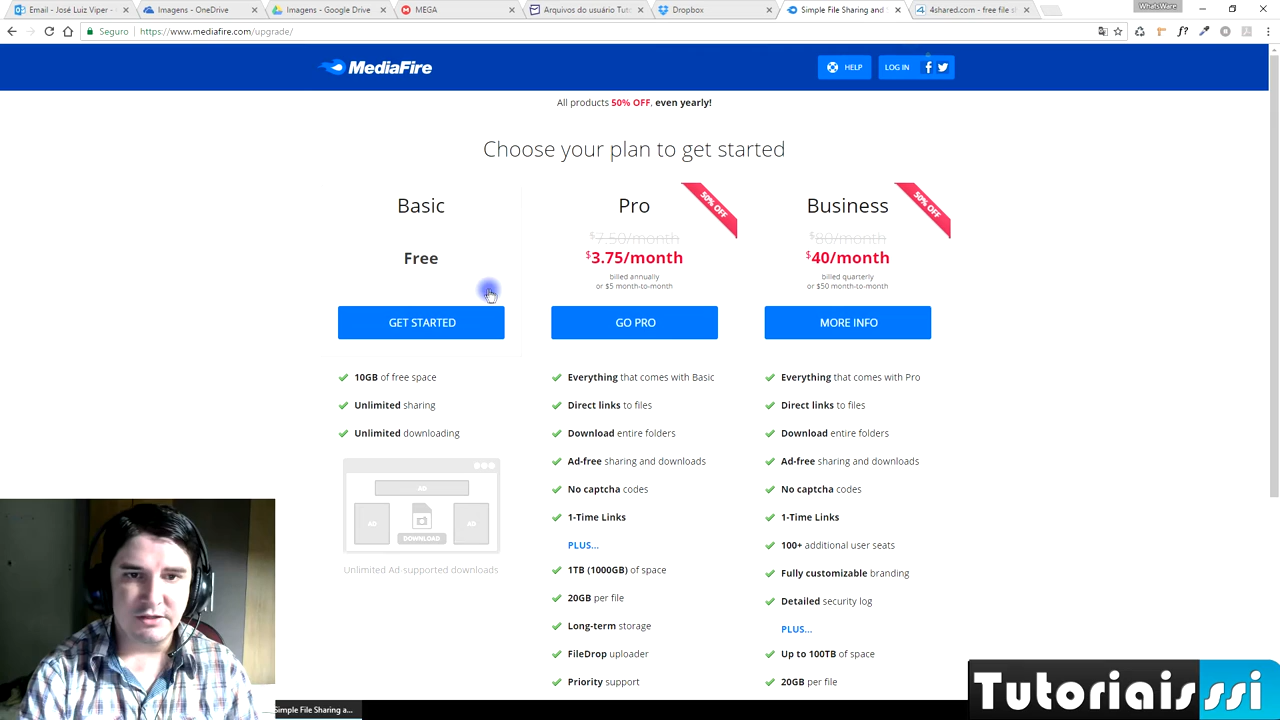 Email - José Luiz Viper -
Imagens - OneDrive
Imagens - Google Drive
MEGA
Arquivos do usuário Tuto
Dropbox
Simple File Sharing and
4shared.com - free file sh
WhatsWare
Seguro
https://www.mediafire.com/upgrade/
MediaFire
HELP
LOG IN
All products 50% OFF, even yearly!
Choose your plan to get started
Basic
Free
GET STARTED
10GB of free space
Unlimited sharing
Unlimited downloading
AD
AD
AD
DOWNLOAD
Unlimited Ad-supported downloads
Pro
50% OFF
$7.50/month
$3.75/month
billed annually
or $5 month-to-month
GO PRO
Everything that comes with Basic
Direct links to files
Download entire folders
Ad-free sharing and downloads
No captcha codes
1-Time Links
PLUS...
1TB (1000GB) of space
20GB per file
Long-term storage
FileDrop uploader
Priority support
Business
50% OFF
$80/month
$40/month
billed quarterly
or $50 month-to-month
MORE INFO
Everything that comes with Pro
Direct links to files
Download entire folders
Ad-free sharing and downloads
No captcha codes
1-Time Links
100+ additional user seats
Fully customizable branding
Detailed security log
PLUS...
Up to 100TB of space
20GB per file
Simple File Sharing a...
Tutoriaisssi